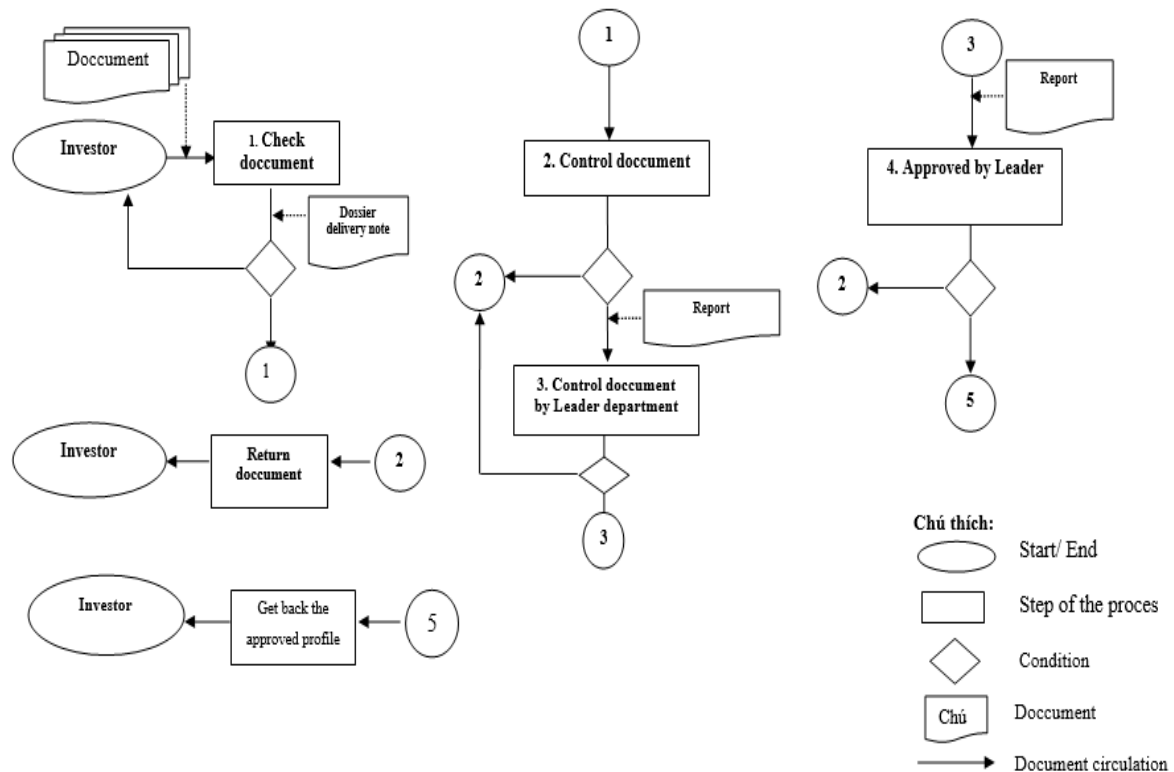 Doccument
Investor
1. Check
doccument
Dossier
delivery note
1
Investor
Return
doccument
2
Investor
Get back the
approved profile
5
1
2. Control doccument
2
Report
3. Control doccument
by Leader department
3
3
Report
4. Approved by Leader
2
5
Chú thích:
Start/ End
Step of the proces
Condition
Chú
Doccument
Document circulation